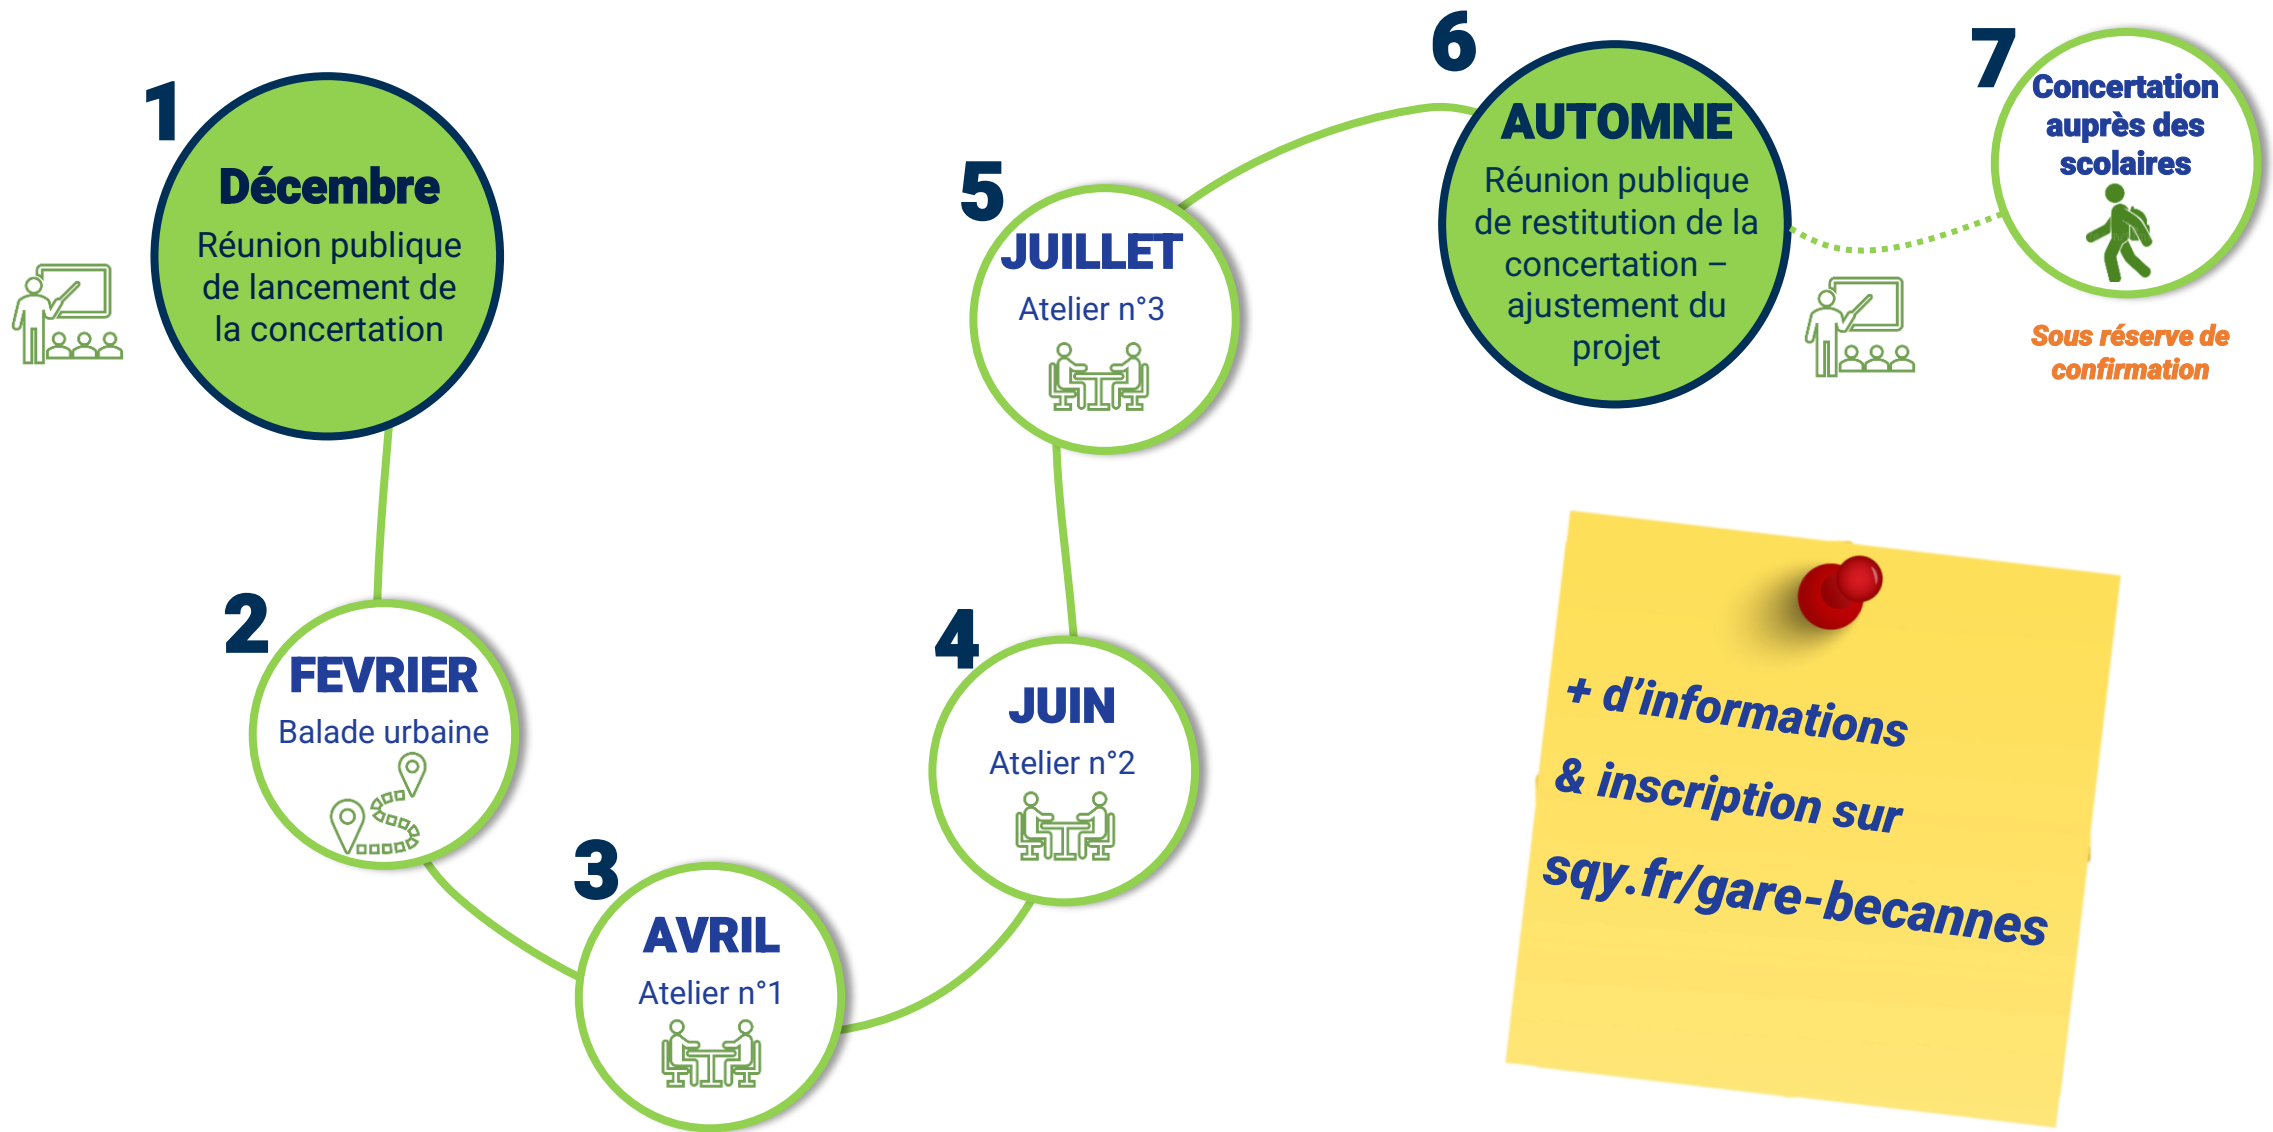 1
Décembre
Réunion publique
de lancement de
la concertation
2
FEVRIER
Balade urbaine
3
AVRIL
Atelier n°1
4
JUIN
Atelier n°2
5
JUILLET
Atelier n°3
6
AUTOMNE
Réunion publique
de restitution de la
concertation –
ajustement du
projet
7
Concertation
auprès des
scolaires
Sous réserve de
confirmation
+ d’informations
& inscription sur
sqy.fr/gare-becannes